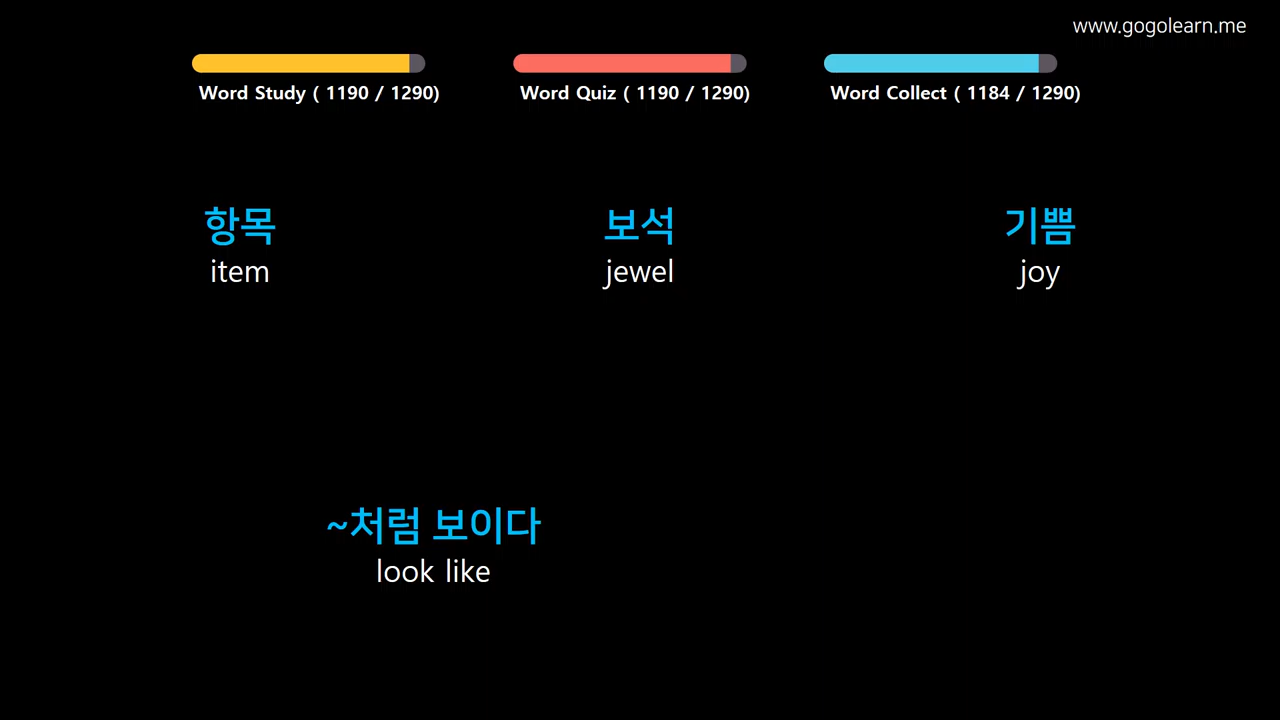 www.gogolearn.me
Word Study ( 1190 / 1290)
Word Quiz ( 1190 / 1290)
Word Collect ( 1184 / 1290)
항목
item
보석
jewel
기쁨
joy
~처럼 보이다
look like